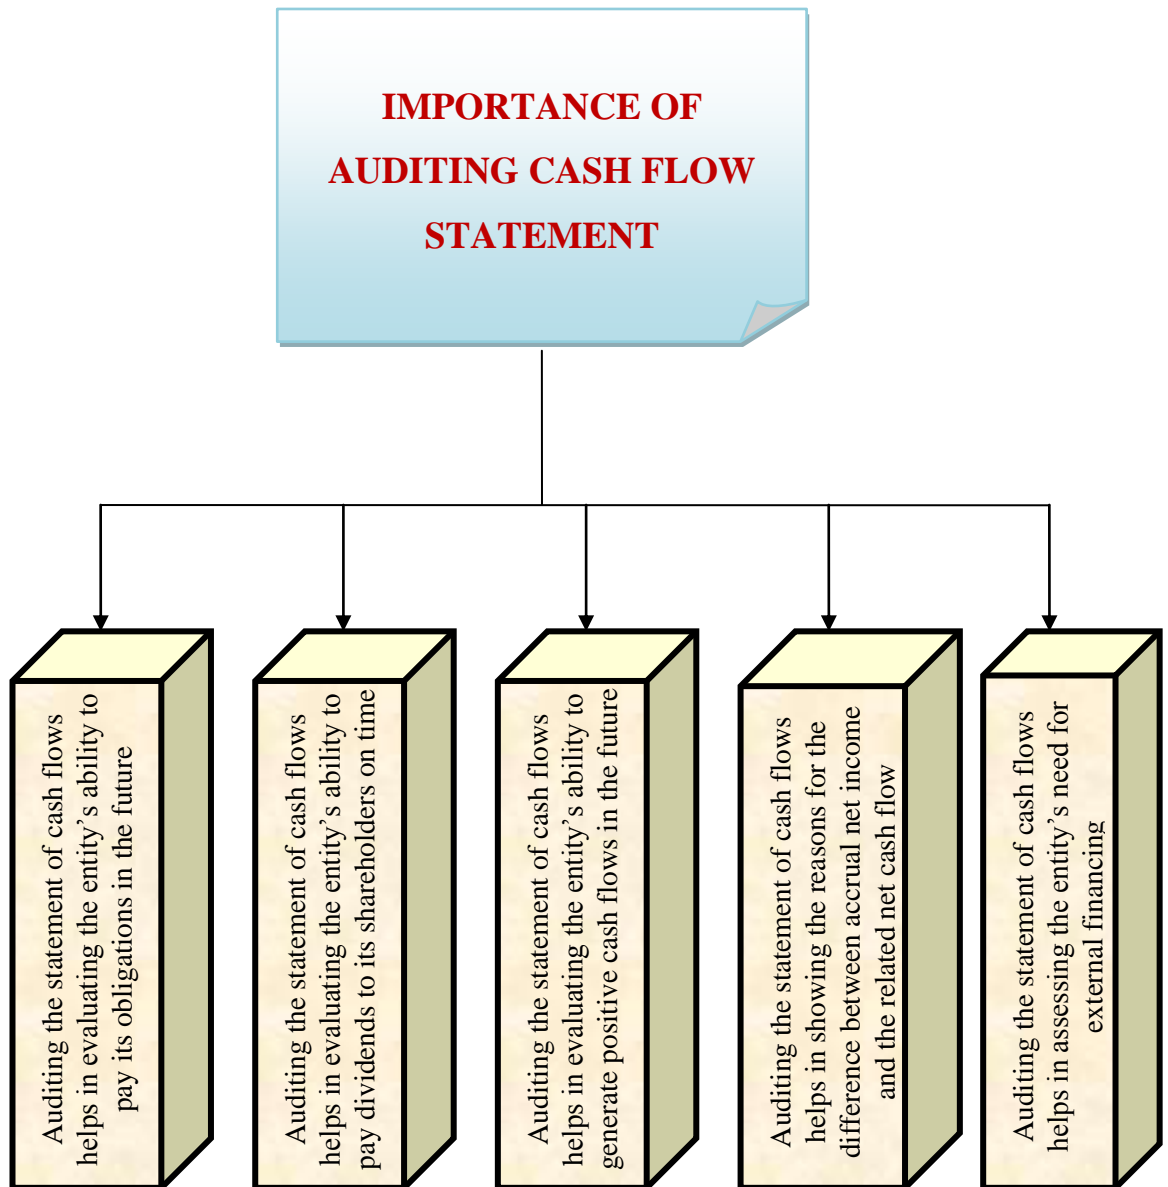 IMPORTANCE OF
AUDITING CASH FLOW
STATEMENT
Auditing the statement of cash flows
helps in evaluating the entity’s ability to
pay its obligations in the future
Auditing the statement of cash flows
helps in evaluating the entity’s ability to
pay dividends to its shareholders on time
Auditing the statement of cash flows
helps in evaluating the entity’s ability to
generate positive cash flows in the future
Auditing the statement of cash flows
helps in showing the reasons for the
difference between accrual net income
and the related net cash flow
Auditing the statement of cash flows
helps in assessing the entity’s need for
external financing